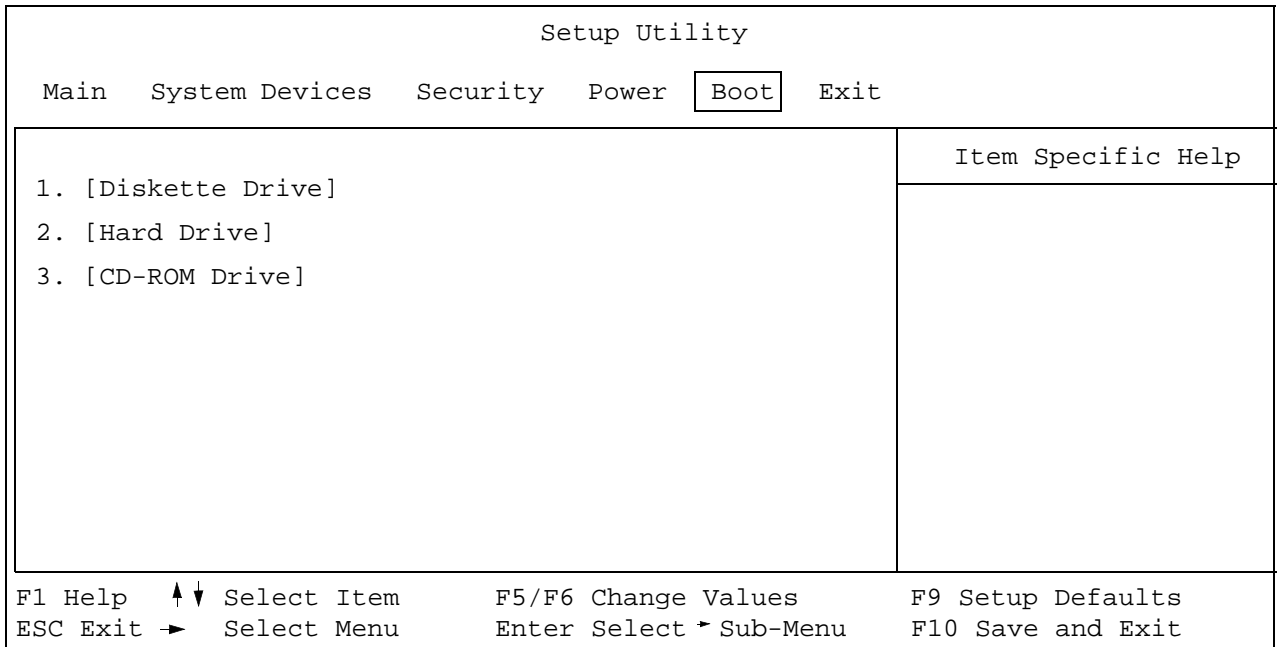 Setup Utility
Main System Devices Security Power Boot Exit
Item Specific Help
1. [Diskette Drive]
2. [Hard Drive]
3. [CD-ROM Drive]
F1 Help Select Item F5/F6 Change Values F9 Setup Defaults
ESC Exit Select Menu Enter Select Sub-Menu F10 Save and Exit